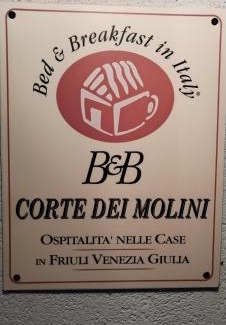 Bed & Breakfast in Italy®
B&B
CORTE DEI MOLINI
OSPITALITA' NELLE CASE
IN FRIULI VENEZIA GIULIA